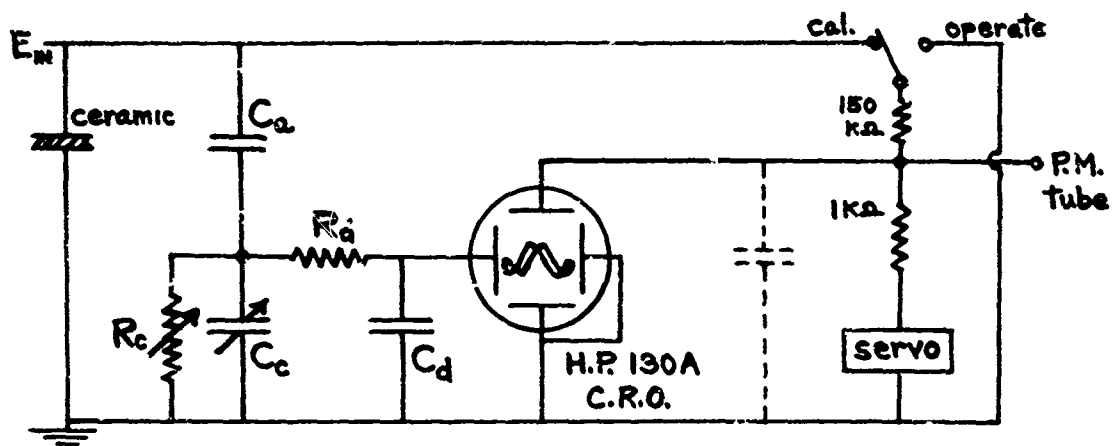 E_IN
cal.
operate
ceramic
C_a
150
KΩ
P.M.
Tube
R_d
1KΩ
R_c
C_c
C_d
servo
H.P. 130A
C.R.O.